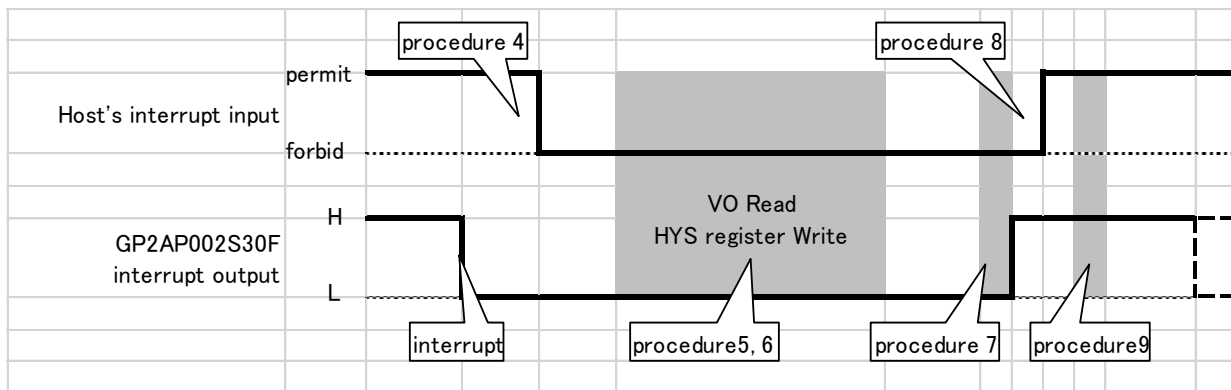 procedure 4
procedure 8
permit
Host's interrupt input
forbid
VO Read
HYS register Write
H
GP2AP002S30F
interrupt output
L
interrupt
procedure5, 6
procedure 7
procedure9